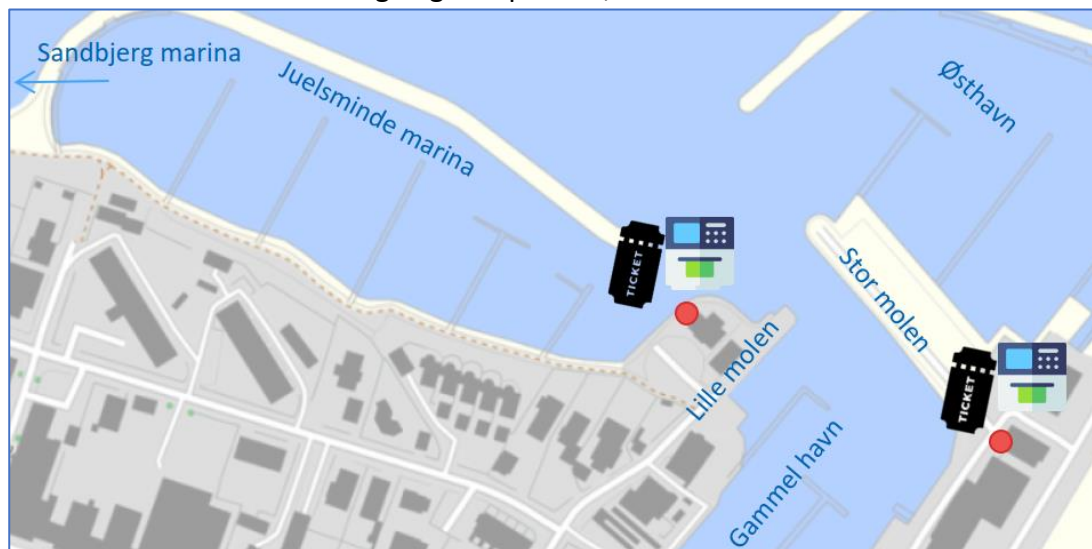 Sandbjerg marina
Juelsminde marina
Østhavn
TICKET
Stor molen
TICKET
Lille molen
Gammel havn